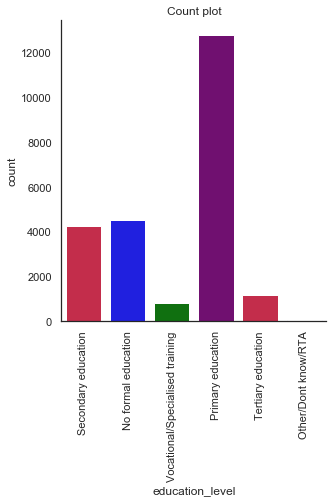 Count plot
count
12000
10000
8000
6000
4000
2000
0
Secondary education
No formal education
Vocational/Specialised training
Primary education
Tertiary education
Other/Dont know/RTA
education_level